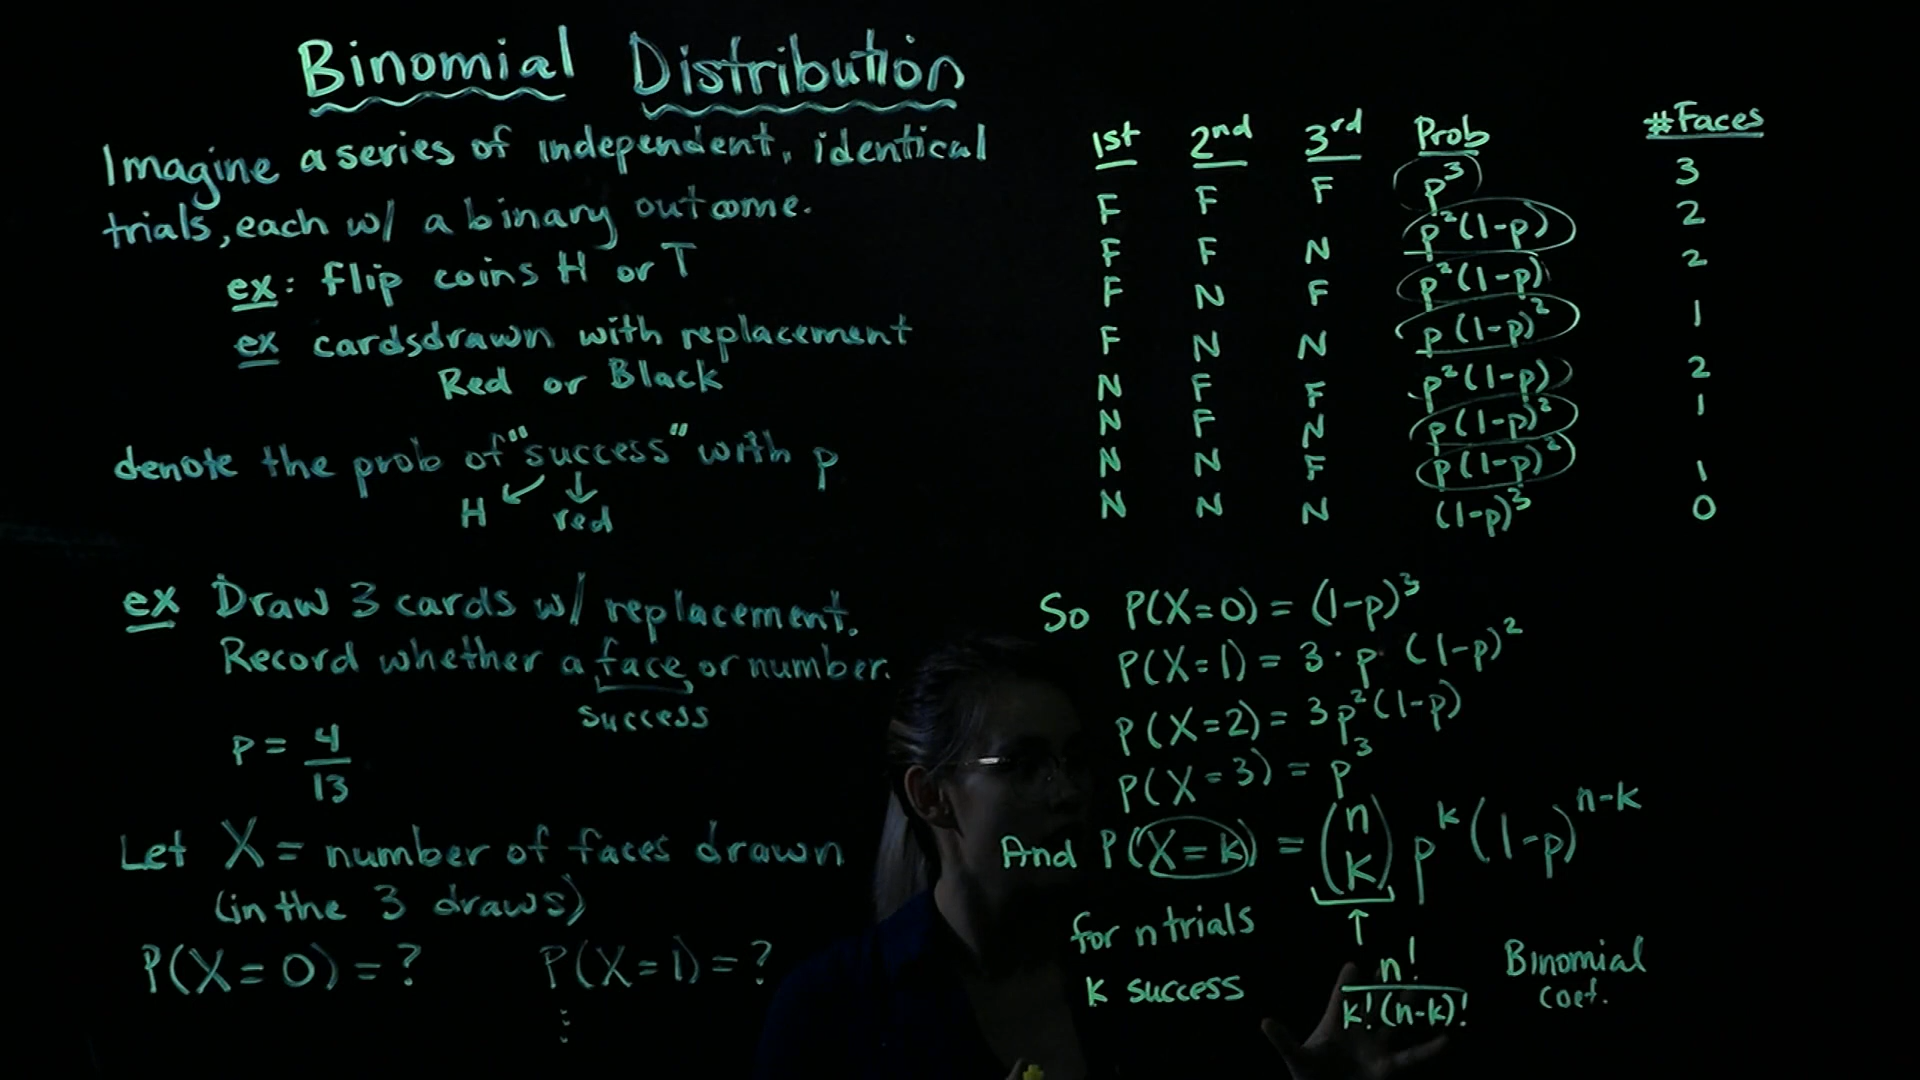 Binomial Distribution
Imagine a series of independent, identical
trials, each w/ a binary outcome.
ex: flip coins H or T
ex cardsdrawn with replacement
Red or Black
denote the prob of "success" with p
H ↙ ↓ red
ex Draw 3 cards w/ replacement.
Record whether a face or number.
success
p = 4/13
Let X = number of faces drawn
(in the 3 draws)
P(X=0)=? P(X=1)=?
⋮
1st 2nd 3rd Prob #Faces
F F F p³ 3
F F N p²(1-p) 2
F N F p²(1-p) 2
F N N p(1-p)² 1
N F F p²(1-p) 2
N F N p(1-p)² 1
N N F p(1-p)² 1
N N N (1-p)³ 0
So P(X=0) = (1-p)³
P(X=1) = 3·p (1-p)²
P(X=2) = 3p²(1-p)
P(X=3) = p³
And P(X=k) = (n k) p^k (1-p)^n-k
for n trials
k success
↑
n!/k!(n-k)!
Binomial
coef.